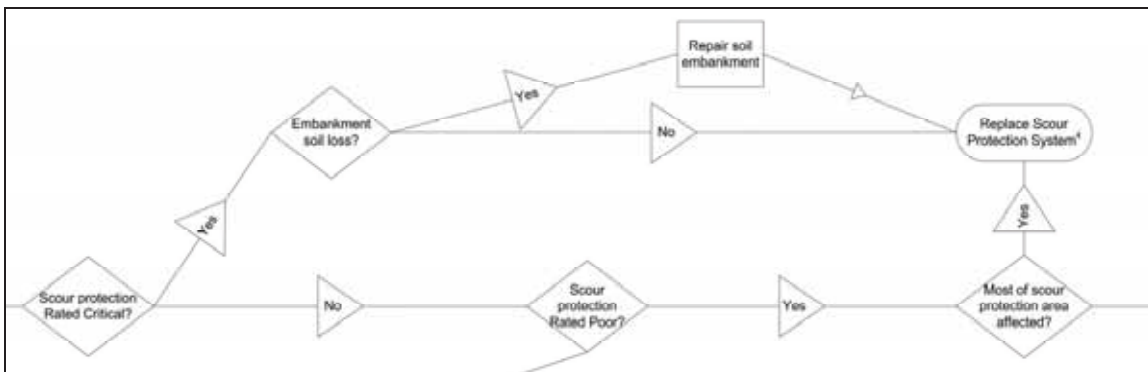 Repair soil
embankment
Yes
Embankment
soil loss?
No
Replace Scour
Protection System⁴
Yes
Yes
Scour protection
Rated Critical?
No
Scour
protection
Rated Poor?
Yes
Most of scour
protection area
affected?